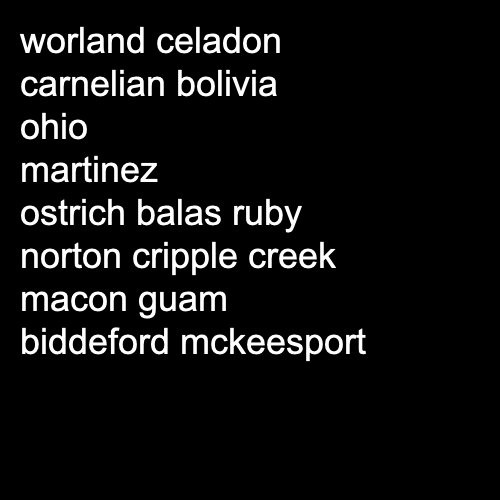 worland celadon
carnelian bolivia
ohio
martinez
ostrich balas ruby
norton cripple creek
macon guam
biddeford mckeesport